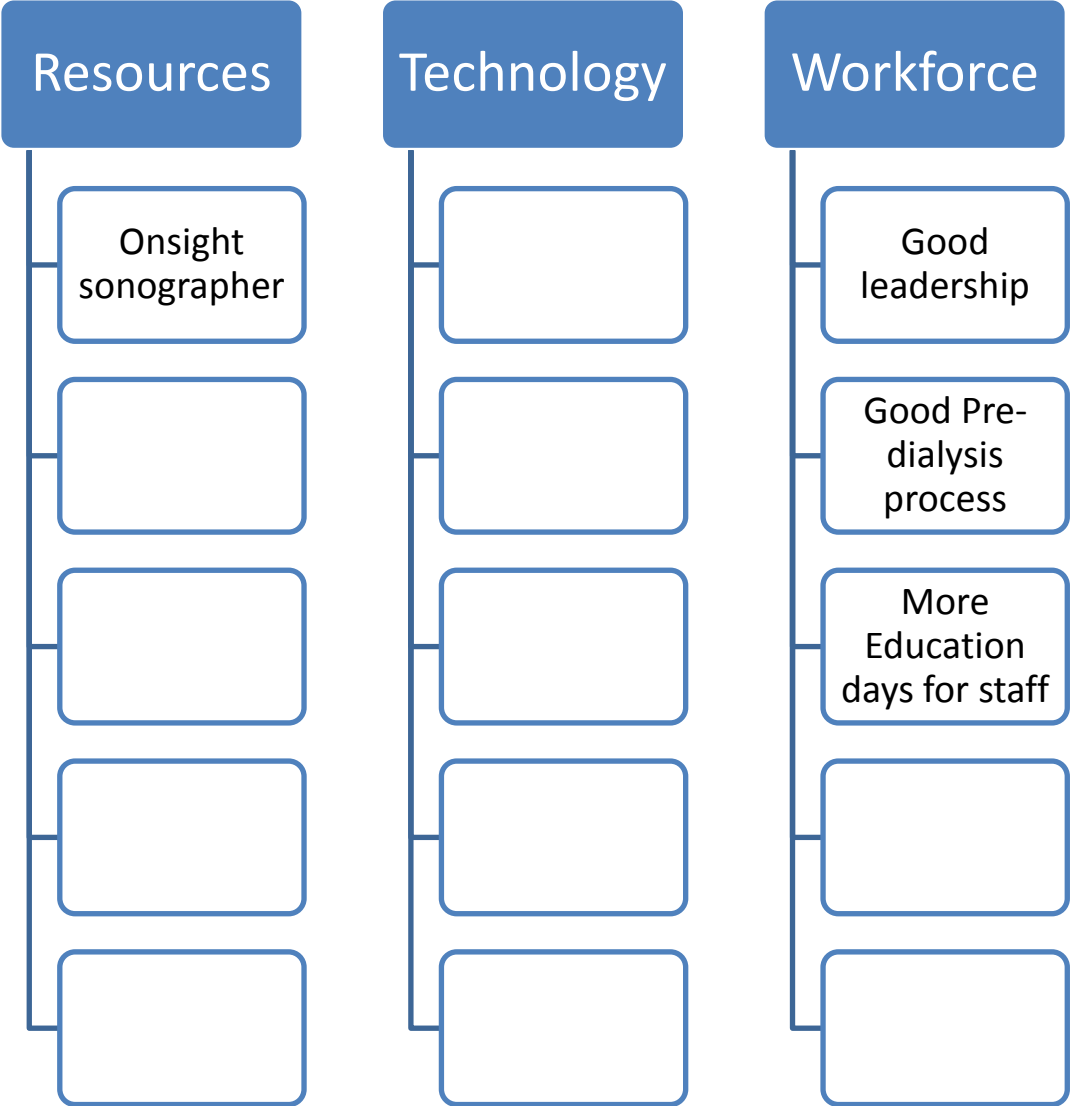 Resources
Onsight
sonographer
Technology
Workforce
Good
leadership
Good Pre-
dialysis
process
More
Education
days for staff